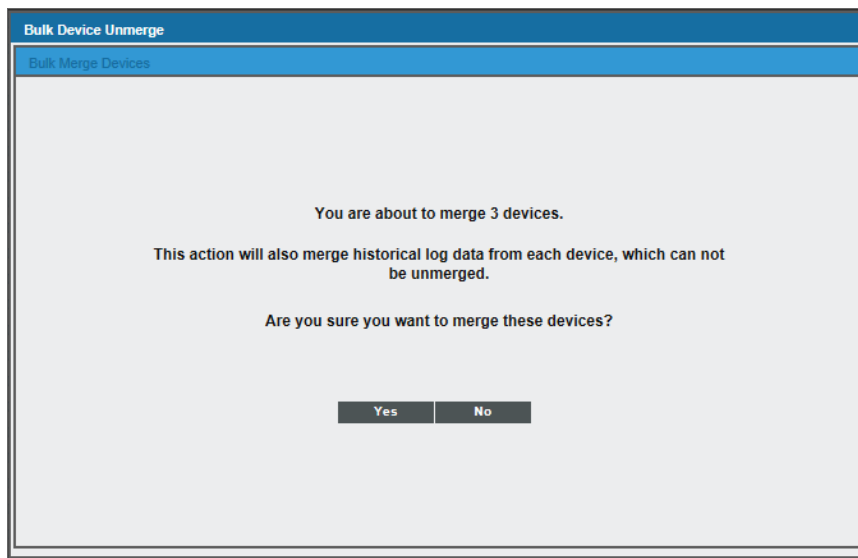 Bulk Device Unmerge
Bulk Merge Devices
You are about to merge 3 devices.
This action will also merge historical log data from each device, which can not
be unmerged.
Are you sure you want to merge these devices?
Yes No